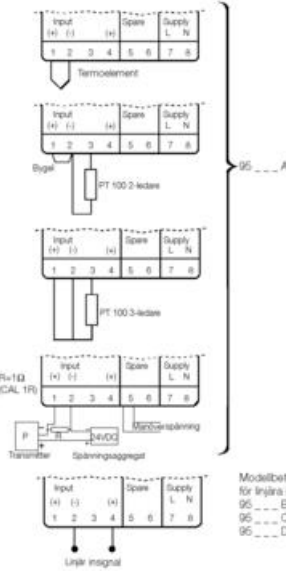 Input Spare Supply
(+) (-) (+) L N
1 2 3 4 5 6 7 8
Termoelement
Input Spare Supply
(+) (-) (+) L N
1 2 3 4 5 6 7 8
Bygel
PT 100 2-ledare
95 _ _ _ A
Input Spare Supply
(+) (-) (+) L N
1 2 3 4 5 6 7 8
PT 100 3-ledare
Input Spare Supply
(+) (-) (+) L N
R=1Ω
(CAL 1R)
1 2 3 4 5 6 7 8
P R 24VDC Manöverspänning
Transmitter Spänningsaggregat
Input Spare Supply
(+) (-) (+) L N
1 2 3 4 5 6 7 8
Linjär insignal
Modellbet
för linjära
95 _ _ _ B
95 _ _ _ C
95 _ _ _ D